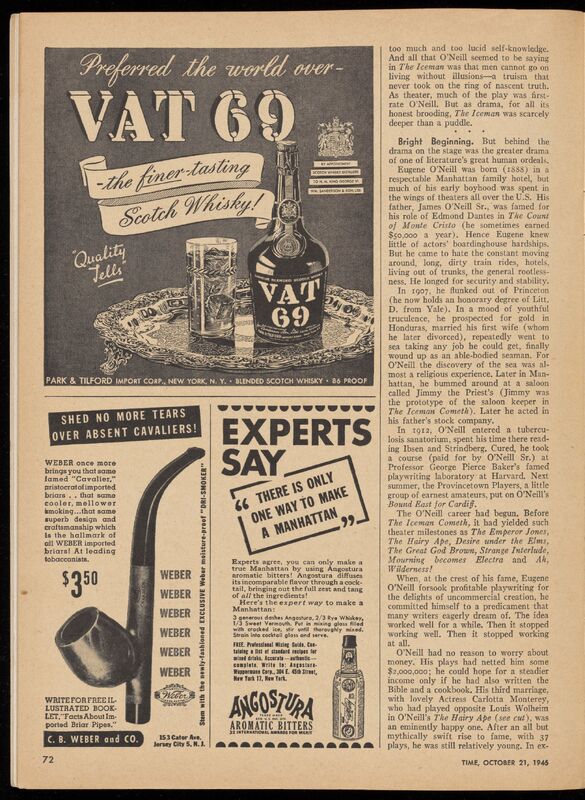 Preferred the world over-
VAT 69
-the finer-tasting
Scotch Whisky!
BY APPOINTMENT
SCOTCH WHISKY DISTILLERS
TO H. M. KING GEORGE VI
WM. SANDERSON & SON, LTD.
"Quality
Tells"
VAT
69
PARK & TILFORD IMPORT CORP., NEW YORK, N. Y. • BLENDED SCOTCH WHISKY • 86 PROOF
SHED NO MORE TEARS
OVER ABSENT CAVALIERS!
WEBER once more
brings you that same
famed "Cavalier,"
aristocrat of imported
briars . . that same
cooler, mellower
smoking...that same
superb design and
craftsmanship which
is the hallmark of
all WEBER imported
briars! At leading
tobacconists.
$3 50
WEBER
WEBER
WEBER
WEBER
WEBER
WEBER
Weber
Stem with the newly-fashioned EXCLUSIVE Weber moisture-proof "DRI-SMOKER"
WRITE FOR FREE IL-
LUSTRATED BOOK-
LET, "Facts About Im-
ported Briar Pipes."
C. B. WEBER and CO.
153 Cator Ave.
Jersey City 5, N. J.
EXPERTS
SAY
"THERE IS ONLY
ONE WAY TO MAKE
A MANHATTAN"
Experts agree, you can only make a
true Manhattan by using Angostura
aromatic bitters! Angostura diffuses
its incomparable flavor through a cock-
tail, bringing out the full zest and tang
of all the ingredients!
Here's the expert way to make a
Manhattan:
3 generous dashes Angostura, 2/3 Rye Whiskey,
1/3 Sweet Vermouth. Put in mixing glass filled
with cracked ice, stir until thoroughly mixed.
Strain into cocktail glass and serve.
FREE. Professional Mixing Guide. Con-
taining a list of standard recipes for
mixed drinks. Accurate—authentic—
complete. Write to Angostura-
Wuppermann Corp., 304 E. 45th Street,
New York 17, New York.
ANGOSTURA
AROMATIC BITTERS
22 INTERNATIONAL AWARDS FOR MERIT
72
too much and too lucid self-knowledge.
And all that O'Neill seemed to be saying
in The Iceman was that men cannot go on
living without illusions—a truism that
never took on the ring of nascent truth.
As theater, much of the play was first-
rate O'Neill. But as drama, for all its
honest brooding, The Iceman was scarcely
deeper than a puddle.
. . .
Bright Beginning. But behind the
drama on the stage was the greater drama
of one of literature's great human ordeals.
Eugene O'Neill was born (1888) in a
respectable Manhattan family hotel, but
much of his early boyhood was spent in
the wings of theaters all over the U.S. His
father, James O'Neill Sr., was famed for
his role of Edmond Dantes in The Count
of Monte Cristo (he sometimes earned
$50,000 a year). Hence Eugene knew
little of actors' boardinghouse hardships.
But he came to hate the constant moving
around, long, dirty train rides, hotels,
living out of trunks, the general rootless-
ness. He longed for security and stability.
In 1907, he flunked out of Princeton
(he now holds an honorary degree of Litt.
D. from Yale). In a mood of youthful
truculence, he prospected for gold in
Honduras, married his first wife (whom
he later divorced), repeatedly went to
sea taking any job he could get, finally
wound up as an able-bodied seaman. For
O'Neill the discovery of the sea was al-
most a religious experience. Later in Man-
hattan, he bummed around at a saloon
called Jimmy the Priest's (Jimmy was
the prototype of the saloon keeper in
The Iceman Cometh). Later he acted in
his father's stock company.
In 1912, O'Neill entered a tubercu-
losis sanatorium, spent his time there read-
ing Ibsen and Strindberg. Cured, he took
a course (paid for by O'Neill Sr.) at
Professor George Pierce Baker's famed
playwriting laboratory at Harvard. Next
summer, the Provincetown Players, a little
group of earnest amateurs, put on O'Neill's
Bound East for Cardiff.
The O'Neill career had begun. Before
The Iceman Cometh, it had yielded such
theater milestones as The Emperor Jones,
The Hairy Ape, Desire under the Elms,
The Great God Brown, Strange Interlude,
Mourning becomes Electra and Ah,
Wilderness!
When, at the crest of his fame, Eugene
O'Neill forsook profitable playwriting for
the delights of uncommercial creation, he
committed himself to a predicament that
many writers eagerly dream of. The idea
worked well for a while. Then it stopped
working well. Then it stopped working
at all.
O'Neill had no reason to worry about
money. His plays had netted him some
$2,000,000; he could hope for a steadier
income only if he had also written the
Bible and a cookbook. His third marriage,
with lovely Actress Carlotta Monterey,
who had played opposite Louis Wolheim
in O'Neill's The Hairy Ape (see cut), was
an eminently happy one. After an all but
mythically swift rise to fame, with 37
plays, he was still relatively young. In ex-
TIME, OCTOBER 21, 1946